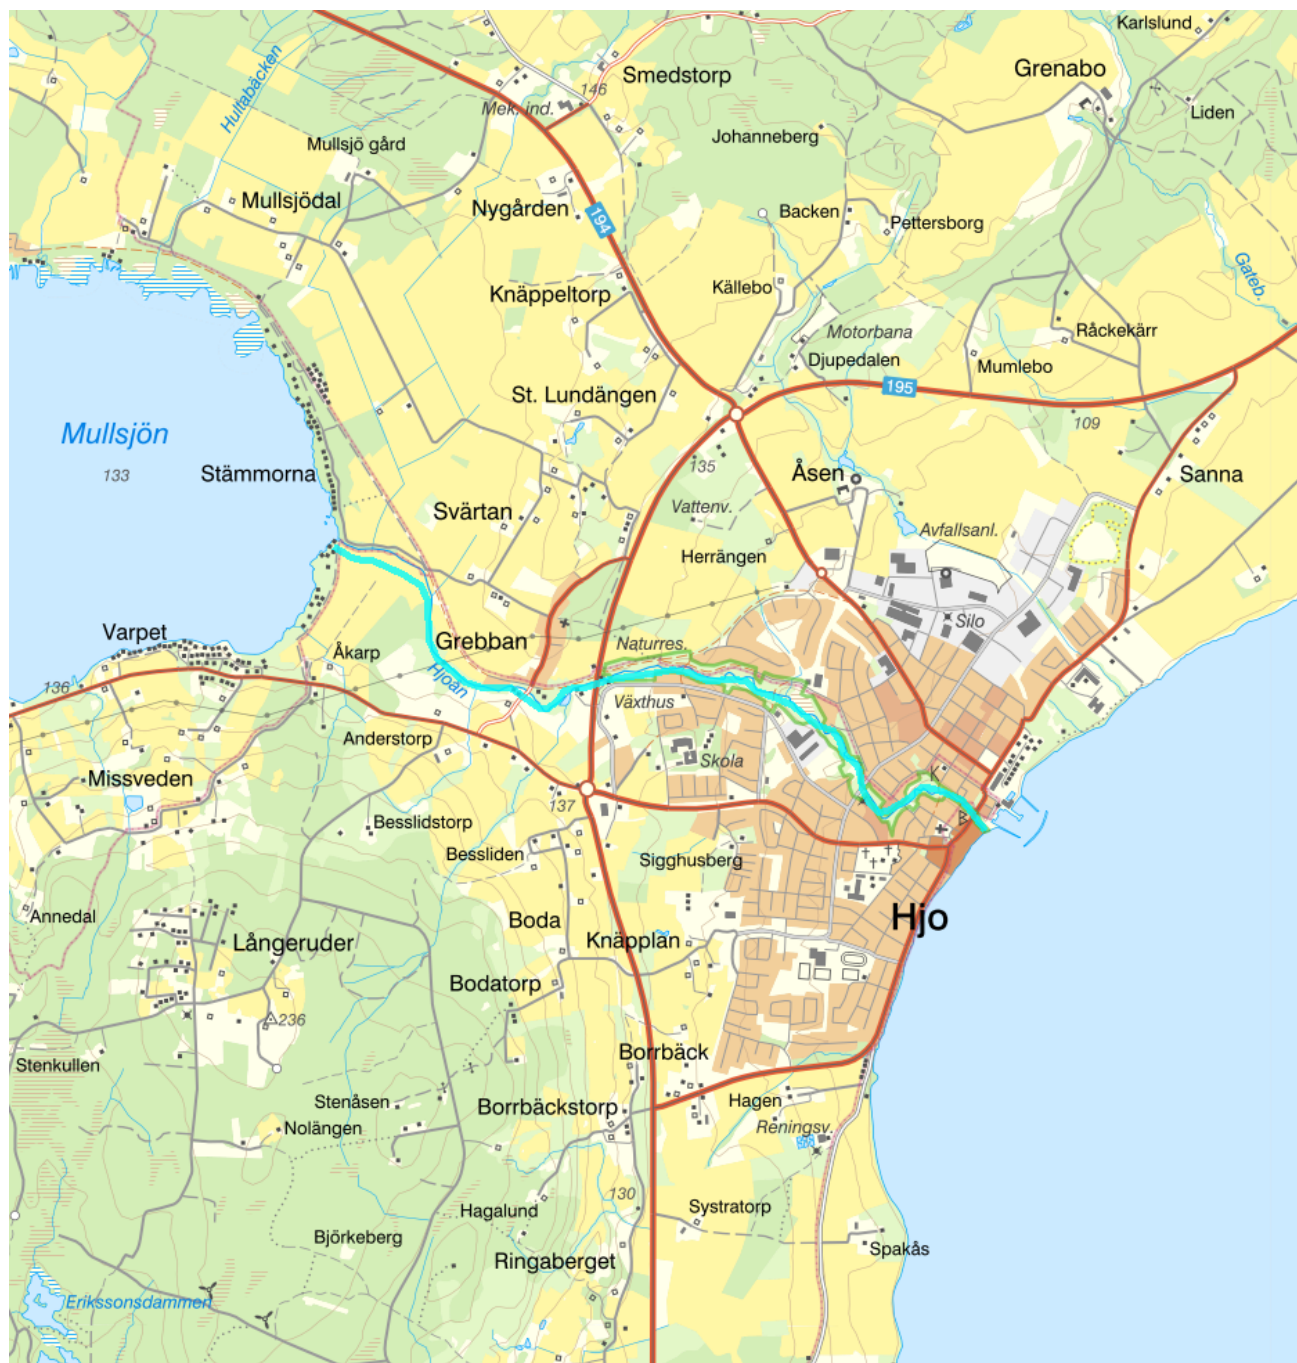 Karlslund
Smedstorp
Grenabo
146
Hullabäcken
Mek. ind.
Liden
Johanneberg
Mullsjö gård
Mullsjödal
Nygården
194
Backen
Pettersborg
Gateb.
Knäppeltorp
Källebo
Motorbana
Råckekärr
Djupedalen
Mumlebo
195
St. Lundängen
109
Mullsjön
133
Stämmorna
135
Åsen
Sanna
Svärtan
Vattenv.
Avfallsanl.
Herrängen
Silo
Varpet
Åkarp
Grebban
Naturres.
Hjoån
136
Växthus
Anderstorp
Skola
Missveden
K
137
Besslidstorp
B
Bessliden
Sigghusberg
Annedal
Boda
Hjo
Långeruder
Knäpplan
Bodatorp
236
Stenkullen
Borrbäck
Stenåsen
Borrbäckstorp
Hagen
Nolängen
Reningsv.
130
Hagalund
Systratorp
Björkeberg
Ringaberget
Spakås
Erikssonsdammen